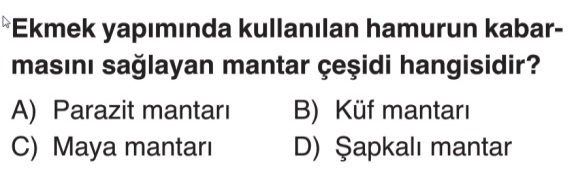 Ekmek yapımında kullanılan hamurun kabar-
masını sağlayan mantar çeşidi hangisidir?
A) Parazit mantarı B) Küf mantarı
C) Maya mantarı D) Şapkalı mantar